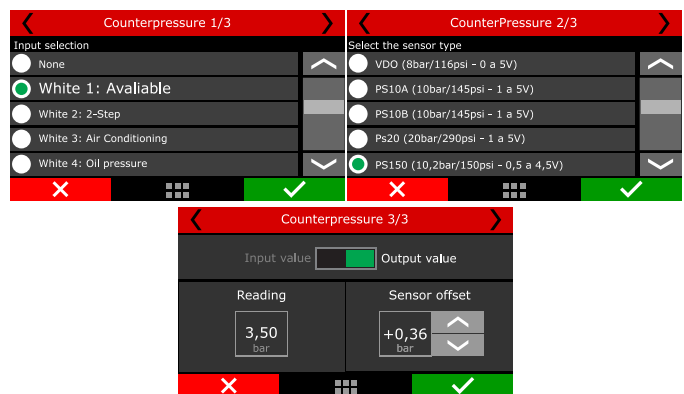 Counterpressure 1/3
Input selection
None
White 1: Avaliable
White 2: 2-Step
White 3: Air Conditioning
White 4: Oil pressure
CounterPressure 2/3
Select the sensor type
VDO (8bar/116psi - 0 a 5V)
PS10A (10bar/145psi - 1 a 5V)
PS10B (10bar/145psi - 1 a 5V)
Ps20 (20bar/290psi - 1 a 5V)
PS150 (10,2bar/150psi - 0,5 a 4,5V)
Counterpressure 3/3
Input value Output value
Reading Sensor offset
3,50 +0,36
bar bar